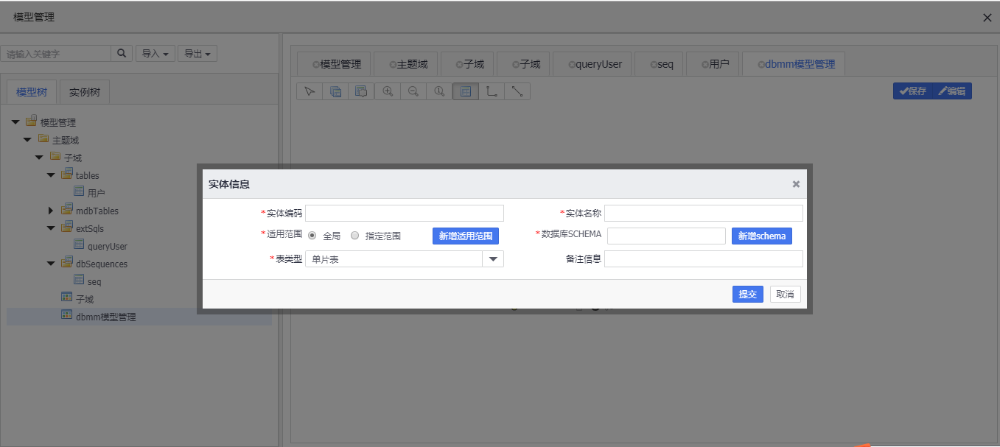 模型管理
请输入关键字 导入 导出
模型管理 主题域 子域 子域 queryUser seq 用户 dbmm模型管理
模型树 实例树
保存 编辑
模型管理
主题域
子域
tables
用户
mdbTables
extSqls
queryUser
dbSequences
seq
子域
dbmm模型管理
实体信息
*实体编码 *实体名称
*适用范围 全局 指定范围 新增适用范围 *数据库SCHEMA 新增schema
*表类型 单片表 备注信息
提交 取消